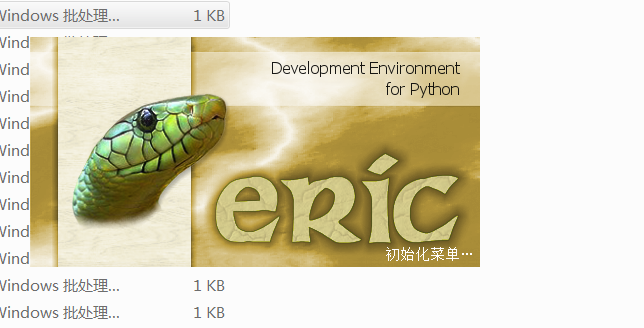 Windows 批处理... 1 KB
Wind
Wind
Development Environment
for Python
Wind
Wind
Wind
Wind
Wind
Wind
eric
Wind
初始化菜单…
Windows 批处理... 1 KB
Windows 批处理... 1 KB